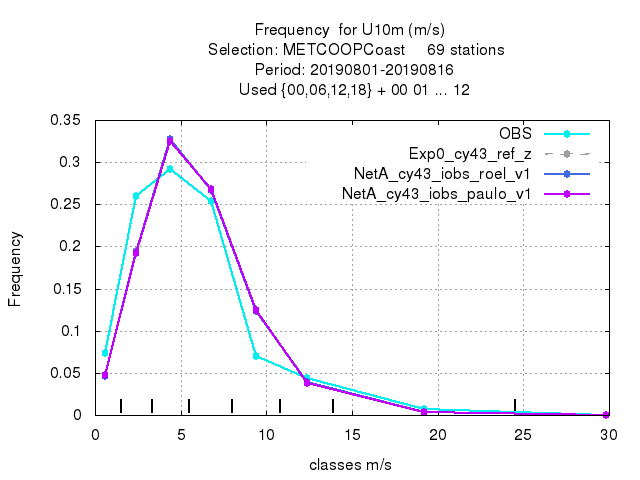 Frequency  for U10m (m/s)
Selection: METCOOPCoast     69 stations
Period: 20190801-20190816
Used {00,06,12,18} + 00 01 ... 12
OBS
Exp0_cy43_ref_z
NetA_cy43_iobs_roel_v1
NetA_cy43_iobs_paulo_v1
0.35
0.3
0.25
0.2
0.15
0.1
0.05
0
Frequency
0 5 10 15 20 25 30
classes m/s